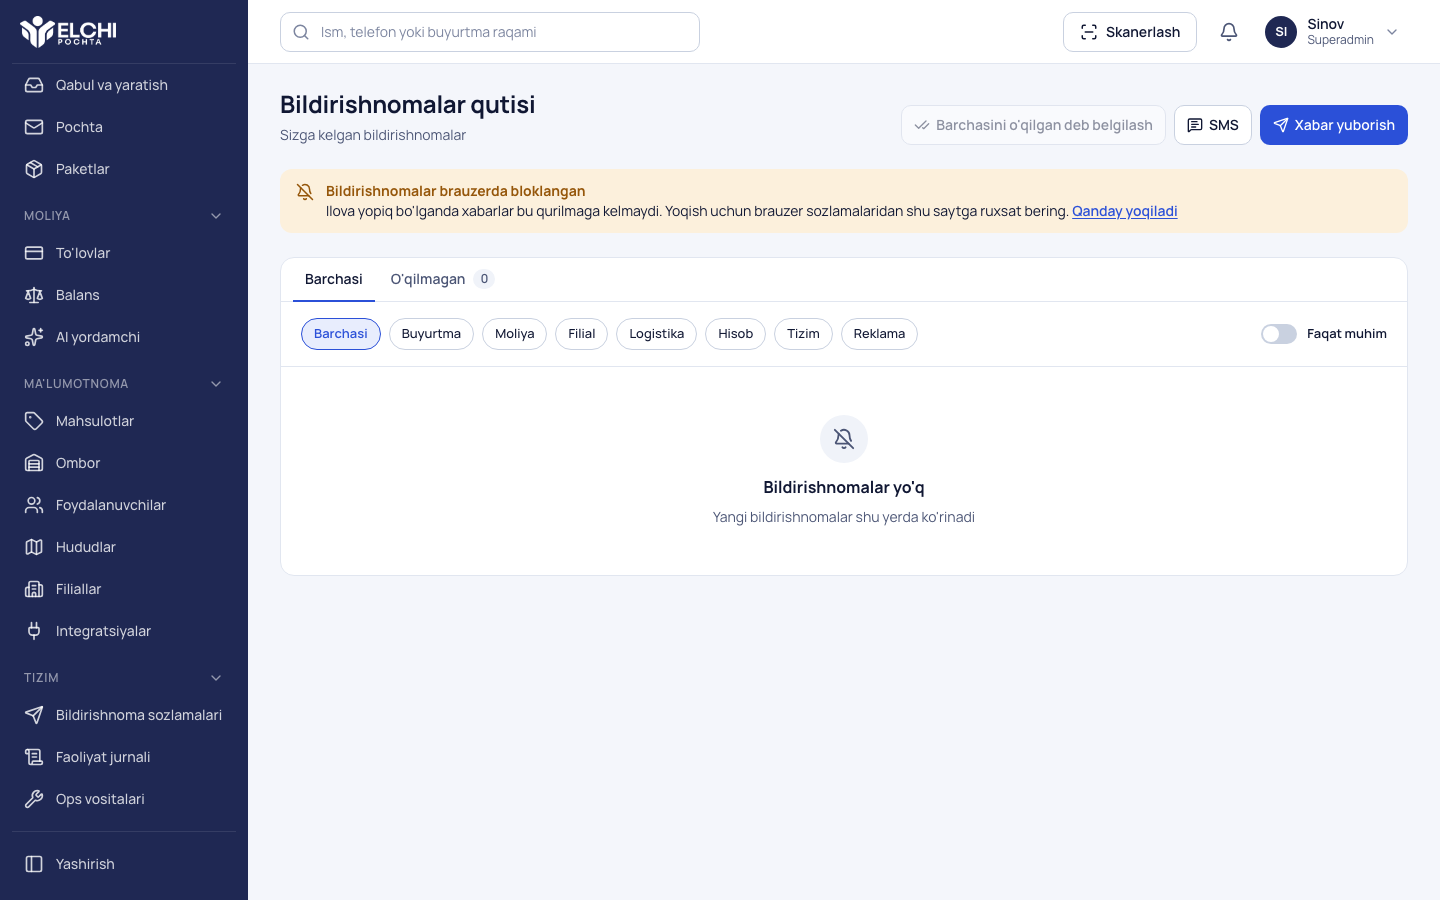 ELCHI
POCHTA
Ism, telefon yoki buyurtma raqami
Skanerlash
SI
Sinov
Superadmin
Qabul va yaratish
Pochta
Paketlar
MOLIYA
To'lovlar
Balans
AI yordamchi
MA'LUMOTNOMA
Mahsulotlar
Ombor
Foydalanuvchilar
Hududlar
Filiallar
Integratsiyalar
TIZIM
Bildirishnoma sozlamalari
Faoliyat jurnali
Ops vositalari
Yashirish
Bildirishnomalar qutisi
Sizga kelgan bildirishnomalar
Barchasini o'qilgan deb belgilash
SMS
Xabar yuborish
Bildirishnomalar brauzerda bloklangan
Ilova yopiq bo'lganda xabarlar bu qurilmaga kelmaydi. Yoqish uchun brauzer sozlamalaridan shu saytga ruxsat bering. Qanday yoqiladi
Barchasi
O'qilmagan 0
Barchasi
Buyurtma
Moliya
Filial
Logistika
Hisob
Tizim
Reklama
Faqat muhim
Bildirishnomalar yo'q
Yangi bildirishnomalar shu yerda ko'rinadi